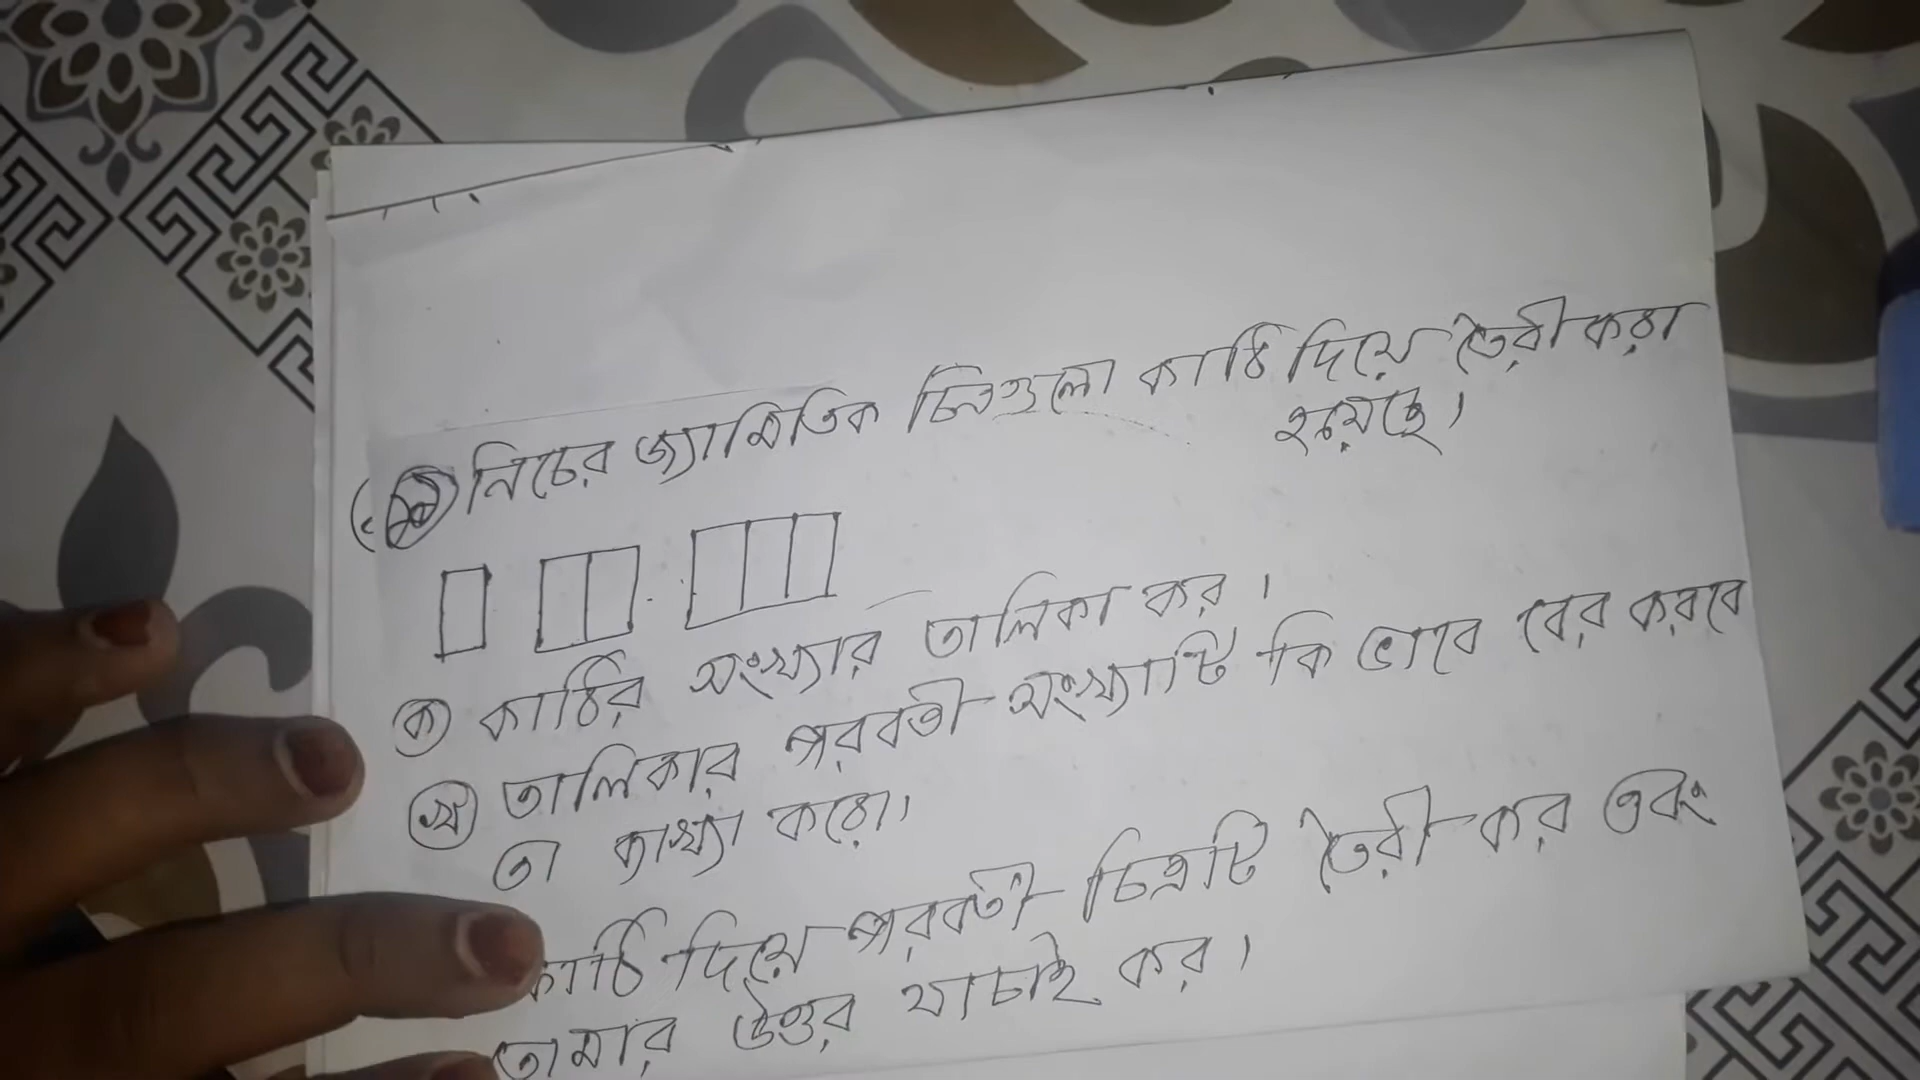 নিচের জ্যামিতিক চিত্রগুলো কাঠি দিয়ে তৈরী করা
হয়েছে।
ক কাঠির সংখ্যার তালিকা কর।
খ তালিকার পরবর্তী সংখ্যাটি কি ভাবে বের করবে
তা ব্যাখ্যা করো।
কাঠি দিয়ে পরবর্তী চিত্রটি তৈরী কর এবং
তোমার উত্তর যাচাই কর।